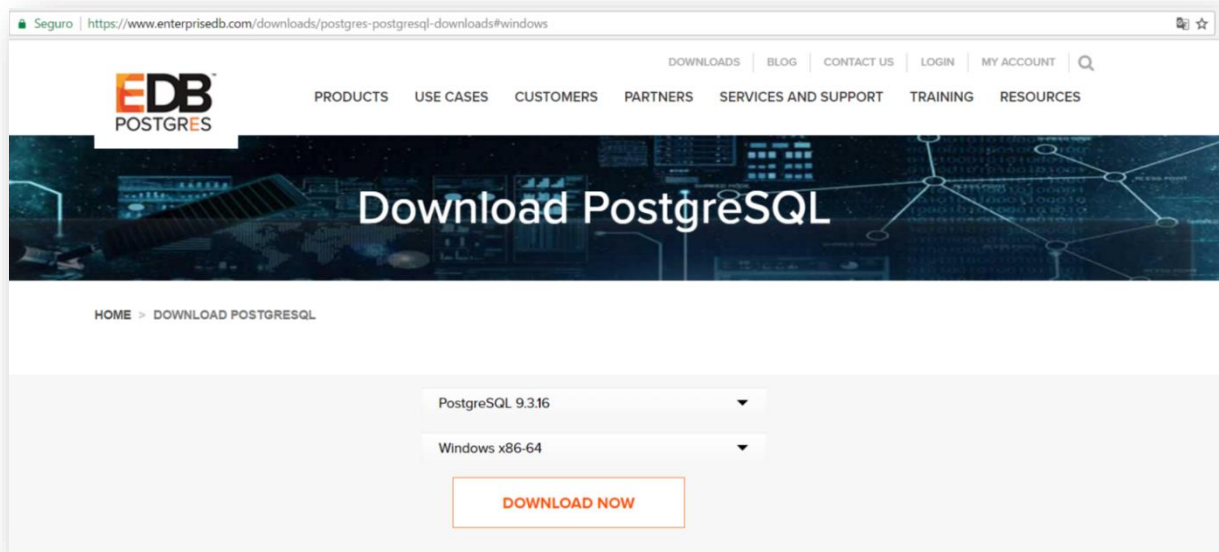 Seguro | https://www.enterprisedb.com/downloads/postgres-postgresql-downloads#windows
DOWNLOADS BLOG CONTACT US LOGIN MY ACCOUNT
EDB
POSTGRES
PRODUCTS USE CASES CUSTOMERS PARTNERS SERVICES AND SUPPORT TRAINING RESOURCES
Download PostgreSQL
HOME > DOWNLOAD POSTGRESQL
PostgreSQL 9.3.16
Windows x86-64
DOWNLOAD NOW